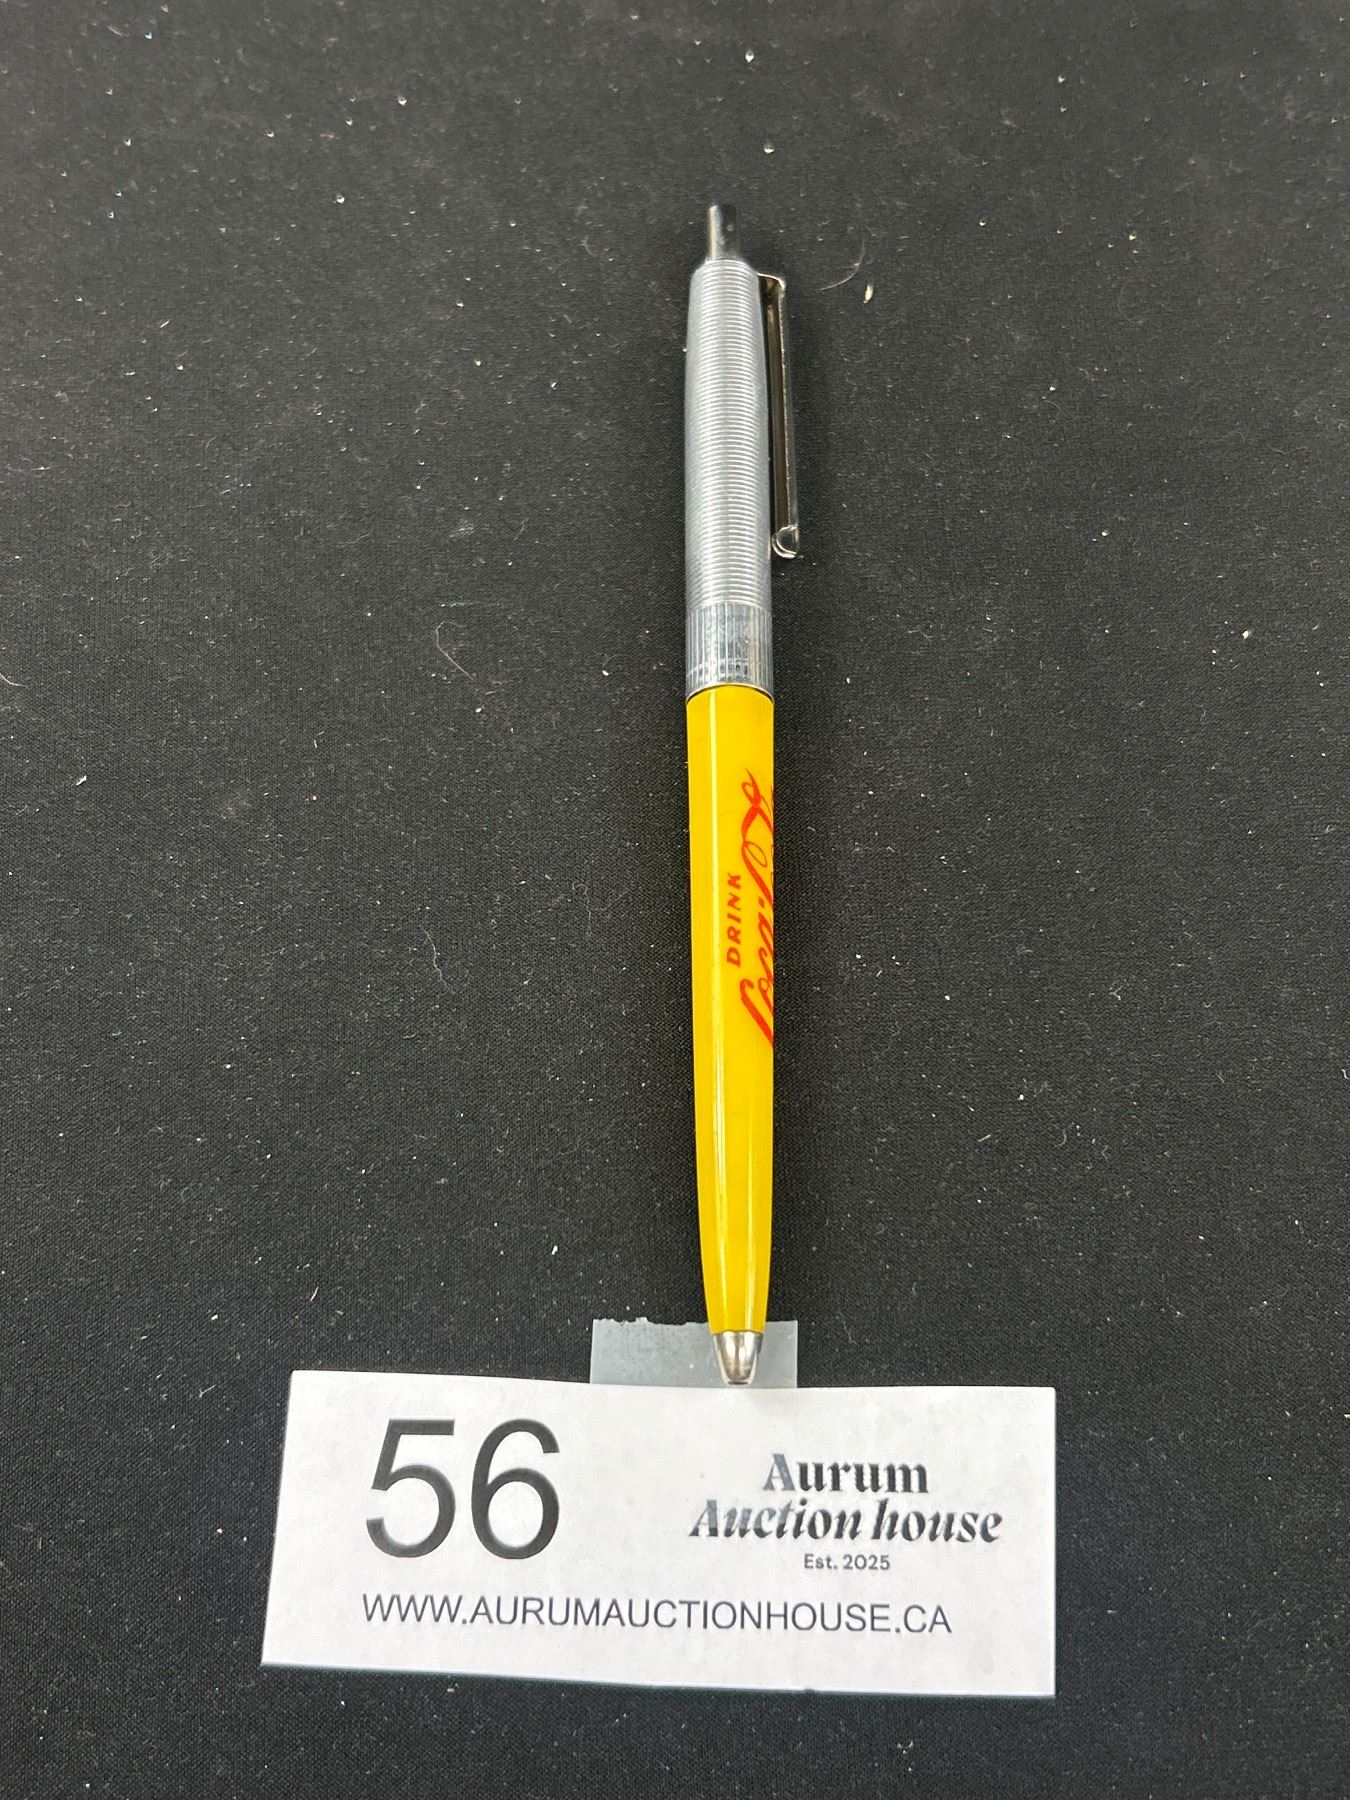 DRINK
Coca-Cola
56
Aurum
Auction house
Est. 2025
WWW.AURUMAUCTIONHOUSE.CA